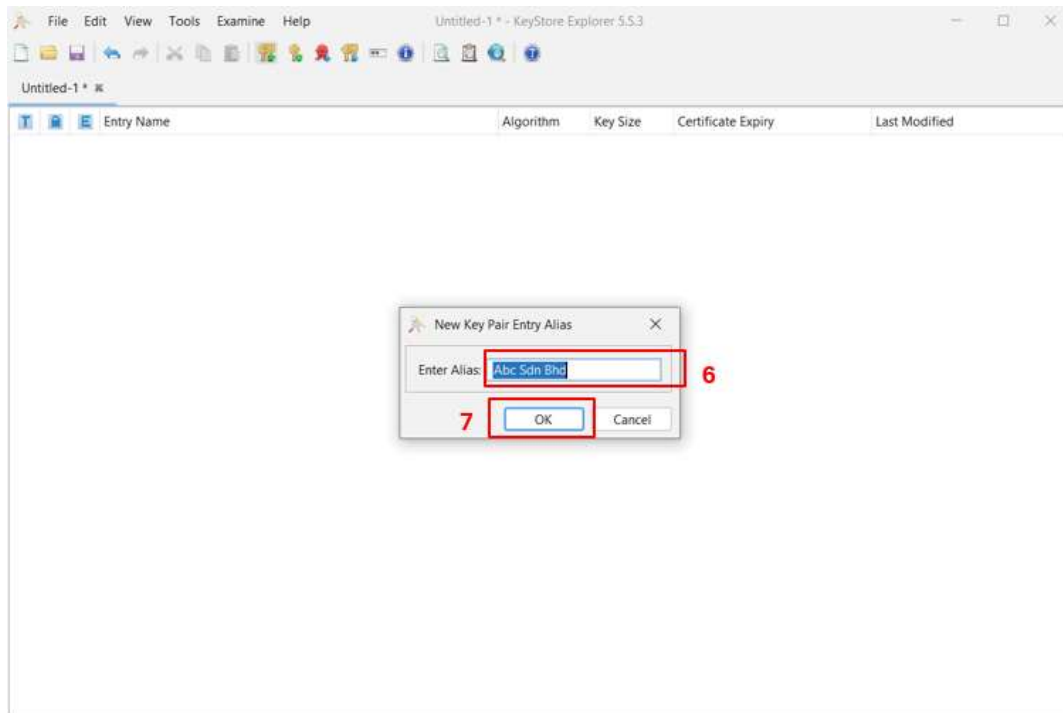 File Edit View Tools Examine Help Untitled-1 * - KeyStore Explorer 5.5.3
Untitled-1 *
T E Entry Name Algorithm Key Size Certificate Expiry Last Modified
New Key Pair Entry Alias
Enter Alias: Abc Sdn Bhd 6
7 OK Cancel